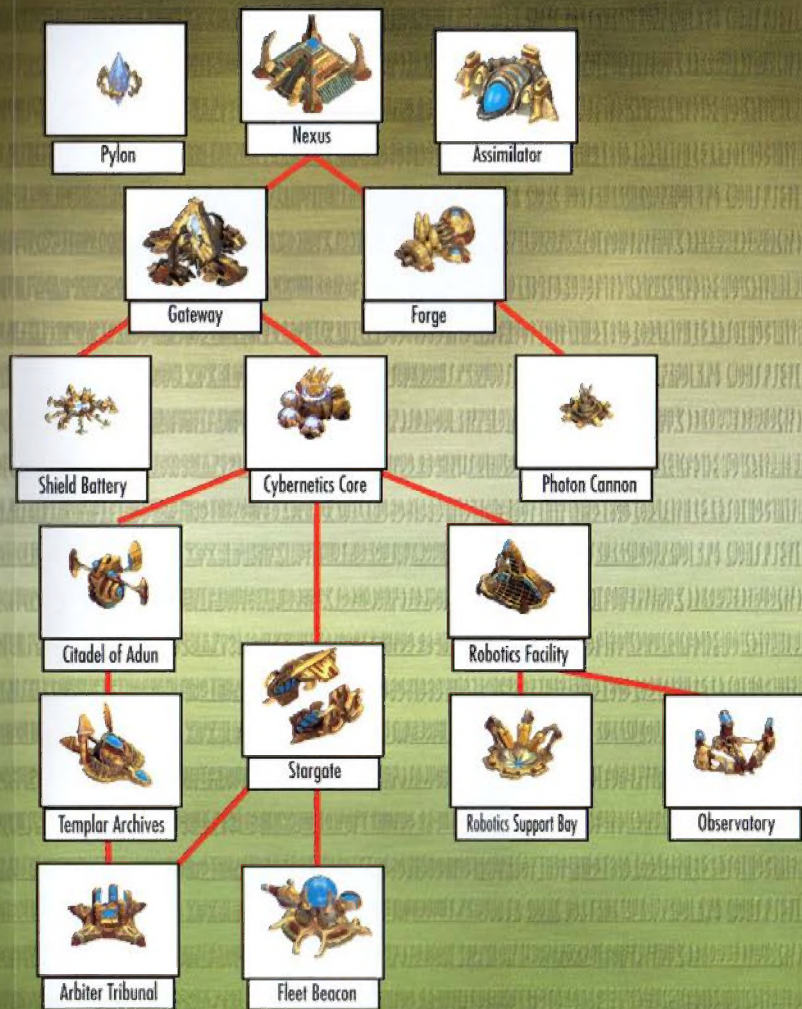 Pylon
Nexus
Assimilator
Gateway
Forge
Shield Battery
Cybernetics Core
Photon Cannon
Citadel of Adun
Robotics Facility
Stargate
Templar Archives
Robotics Support Bay
Observatory
Arbiter Tribunal
Fleet Beacon